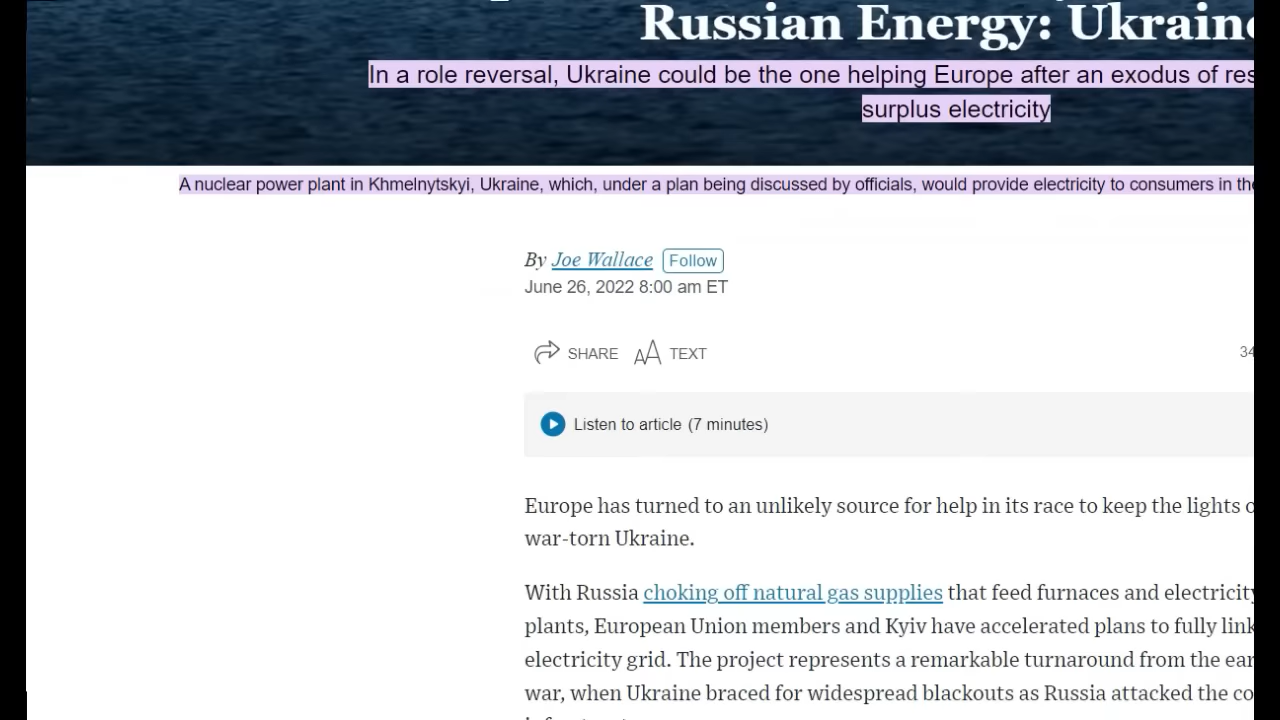 Russian Energy: Ukraine
In a role reversal, Ukraine could be the one helping Europe after an exodus of res
surplus electricity
A nuclear power plant in Khmelnytskyi, Ukraine, which, under a plan being discussed by officials, would provide electricity to consumers in the
By Joe Wallace Follow
June 26, 2022 8:00 am ET
SHARE TEXT
34
Listen to article (7 minutes)
Europe has turned to an unlikely source for help in its race to keep the lights
war-torn Ukraine.
With Russia choking off natural gas supplies that feed furnaces and electricity
plants, European Union members and Kyiv have accelerated plans to fully link
electricity grid. The project represents a remarkable turnaround from the ear
war, when Ukraine braced for widespread blackouts as Russia attacked the co